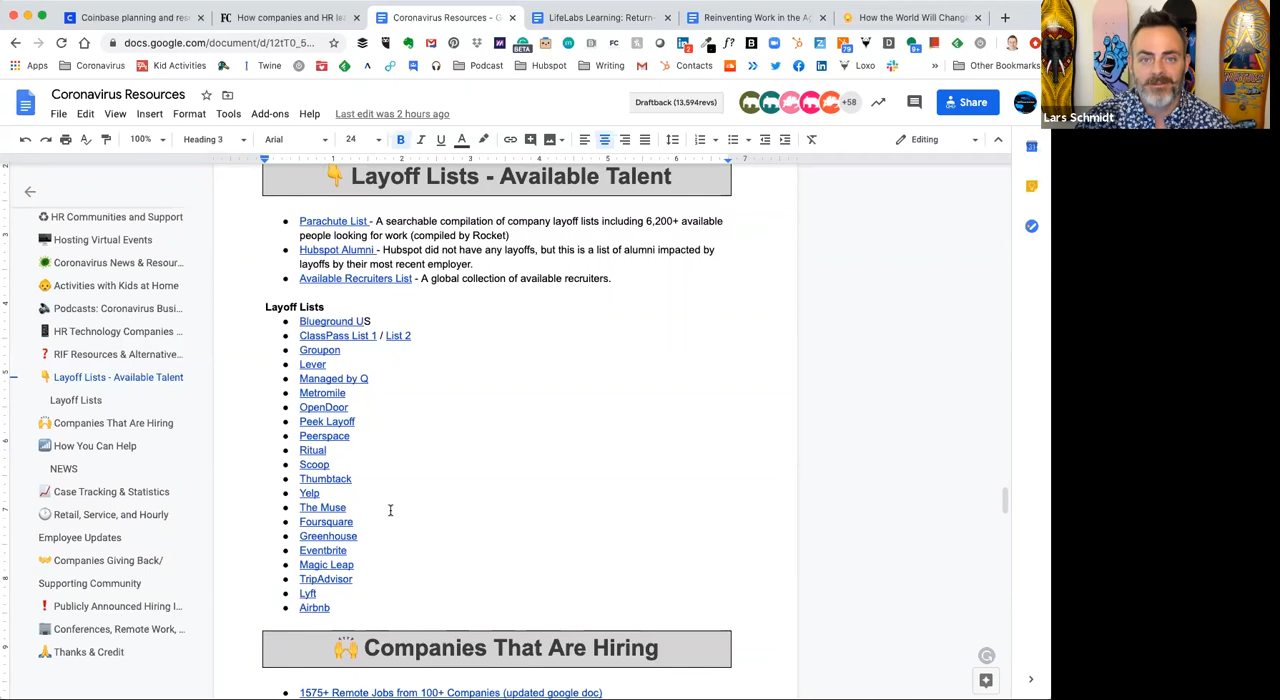 Coinbase planning and res
How companies and HR le
Coronavirus Resources - G
LifeLabs Learning: Return-
Reinventing Work in the Ag
How the World Will Chang
docs.google.com/document/d/12tT0_5...
BETA
FC
Apps
Coronavirus
Kid Activities
Twine
Podcast
Hubspot
Writing
Contacts
Loxo
Other Bookmarks
Lars Schmidt
Coronavirus Resources
File Edit View Insert Format Tools Add-ons Help Last edit was 2 hours ago
Draftback (13,594revs)
+58
Share
100%
Heading 3
Arial
24
Editing
HR Communities and Support
Hosting Virtual Events
Coronavirus News & Resour...
Activities with Kids at Home
Podcasts: Coronavirus Busi...
HR Technology Companies ...
RIF Resources & Alternative...
Layoff Lists - Available Talent
Layoff Lists
Companies That Are Hiring
How You Can Help
NEWS
Case Tracking & Statistics
Retail, Service, and Hourly
Employee Updates
Companies Giving Back/
Supporting Community
Publicly Announced Hiring I...
Conferences, Remote Work, ...
Thanks & Credit
👇 Layoff Lists - Available Talent
Parachute List - A searchable compilation of company layoff lists including 6,200+ available
people looking for work (compiled by Rocket)
Hubspot Alumni - Hubspot did not have any layoffs, but this is a list of alumni impacted by
layoffs by their most recent employer.
Available Recruiters List - A global collection of available recruiters.
Layoff Lists
Blueground US
ClassPass List 1 / List 2
Groupon
Lever
Managed by Q
Metromile
OpenDoor
Peek Layoff
Peerspace
Ritual
Scoop
Thumbtack
Yelp
The Muse
Foursquare
Greenhouse
Eventbrite
Magic Leap
TripAdvisor
Lyft
Airbnb
🙌 Companies That Are Hiring
1575+ Remote Jobs from 100+ Companies (updated google doc)